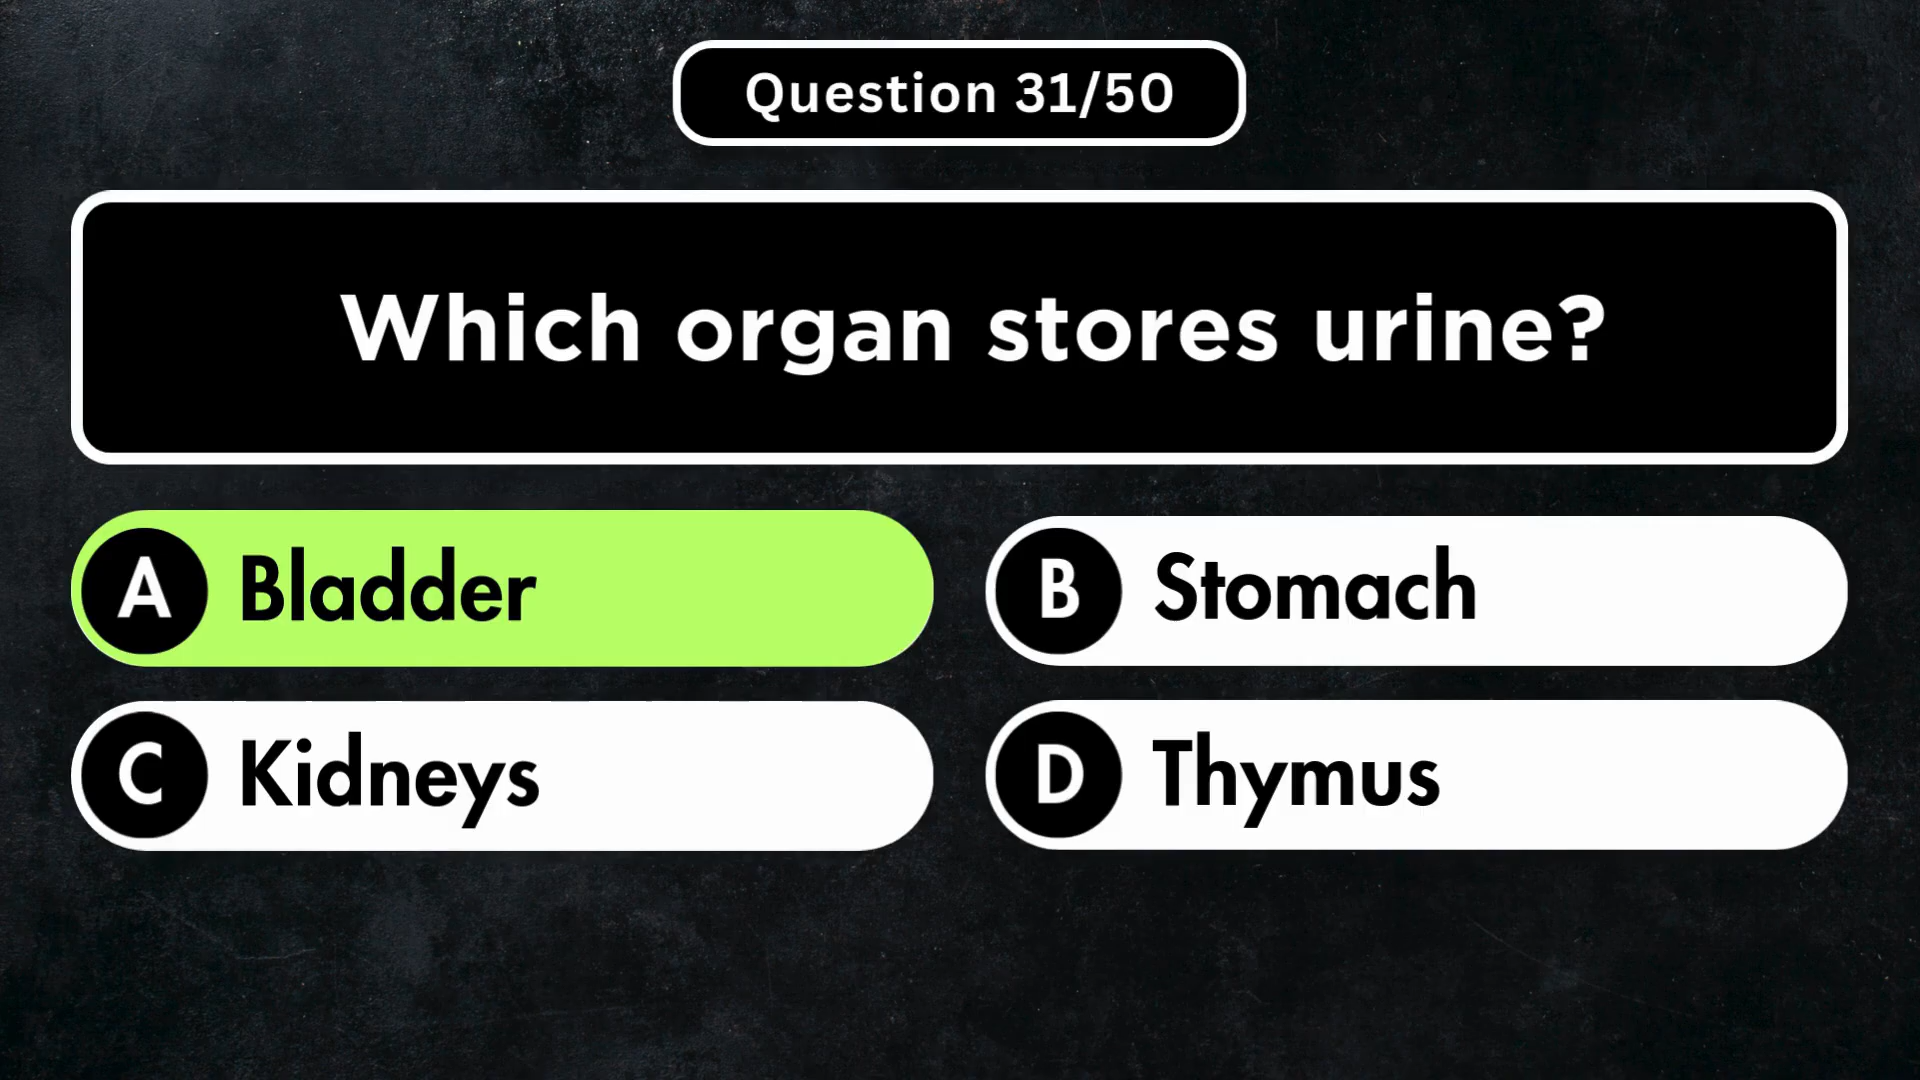 Question 31/50
Which organ stores urine?
A Bladder
B Stomach
C Kidneys
D Thymus